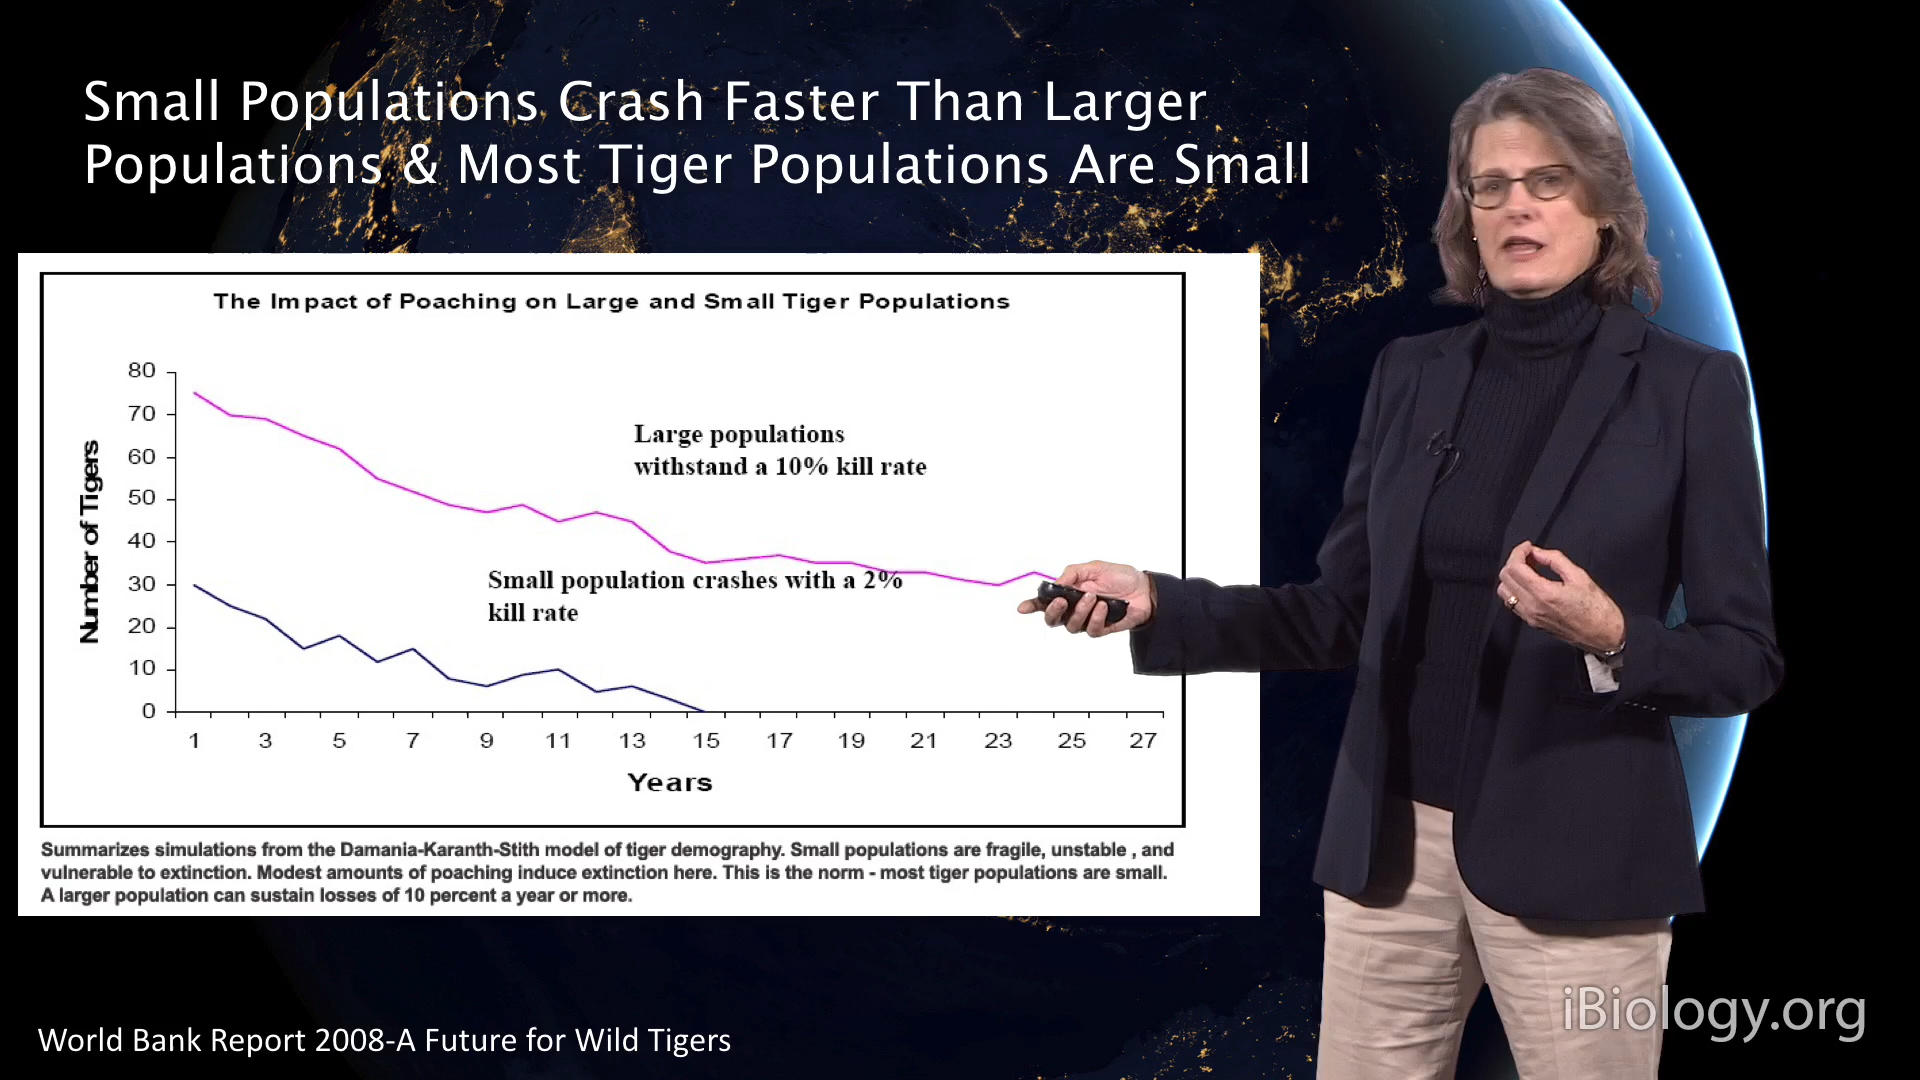 Small Populations Crash Faster Than Larger
Populations & Most Tiger Populations Are Small
The Impact of Poaching on Large and Small Tiger Populations
80
70
60
50
40
30
20
10
0
Number of Tigers
Large populations
withstand a 10% kill rate
Small population crashes with a 2%
kill rate
1 3 5 7 9 11 13 15 17 19 21 23 25 27
Years
Summarizes simulations from the Damania-Karanth-Stith model of tiger demography. Small populations are fragile, unstable , and
vulnerable to extinction. Modest amounts of poaching induce extinction here. This is the norm - most tiger populations are small.
A larger population can sustain losses of 10 percent a year or more.
World Bank Report 2008-A Future for Wild Tigers
iBiology.org